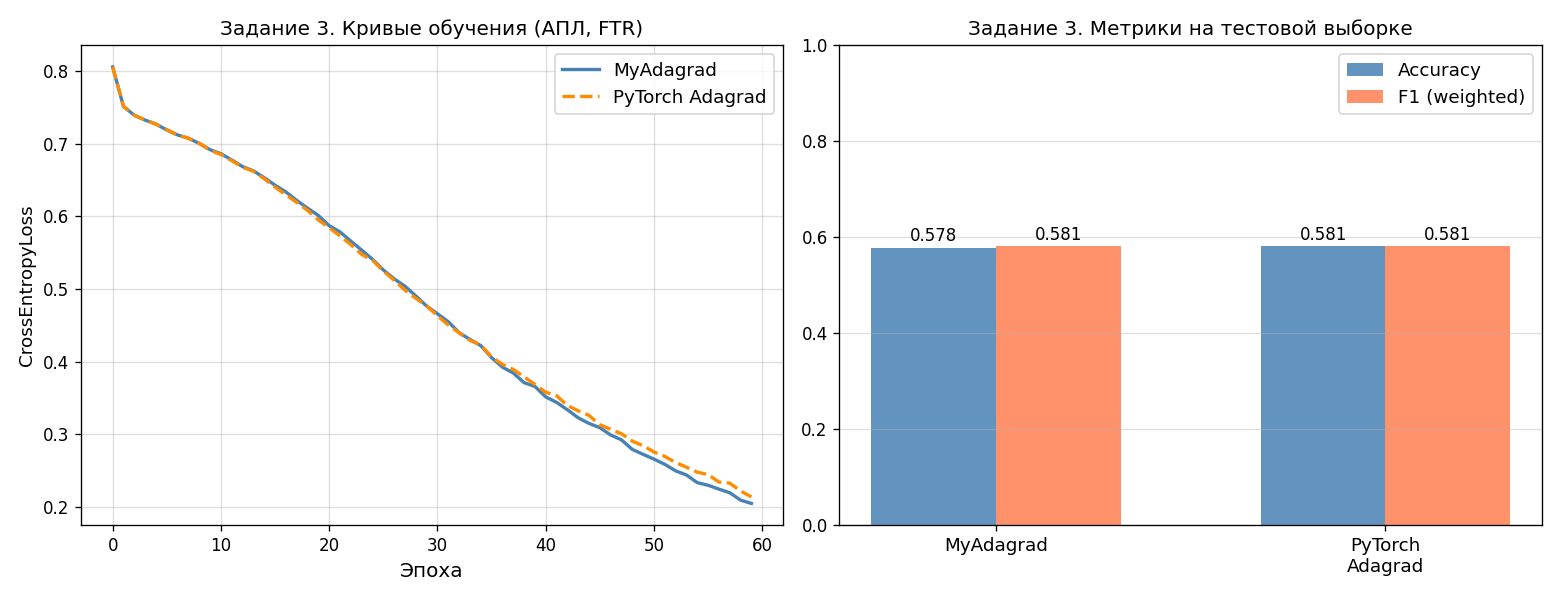 Задание 3. Кривые обучения (АПЛ, FTR)
MyAdagrad
PyTorch Adagrad
CrossEntropyLoss
0.8
0.7
0.6
0.5
0.4
0.3
0.2
0 10 20 30 40 50 60
Эпоха
Задание 3. Метрики на тестовой выборке
Accuracy
F1 (weighted)
1.0
0.8
0.6
0.4
0.2
0.0
0.578 0.581 0.581 0.581
MyAdagrad
PyTorch
Adagrad